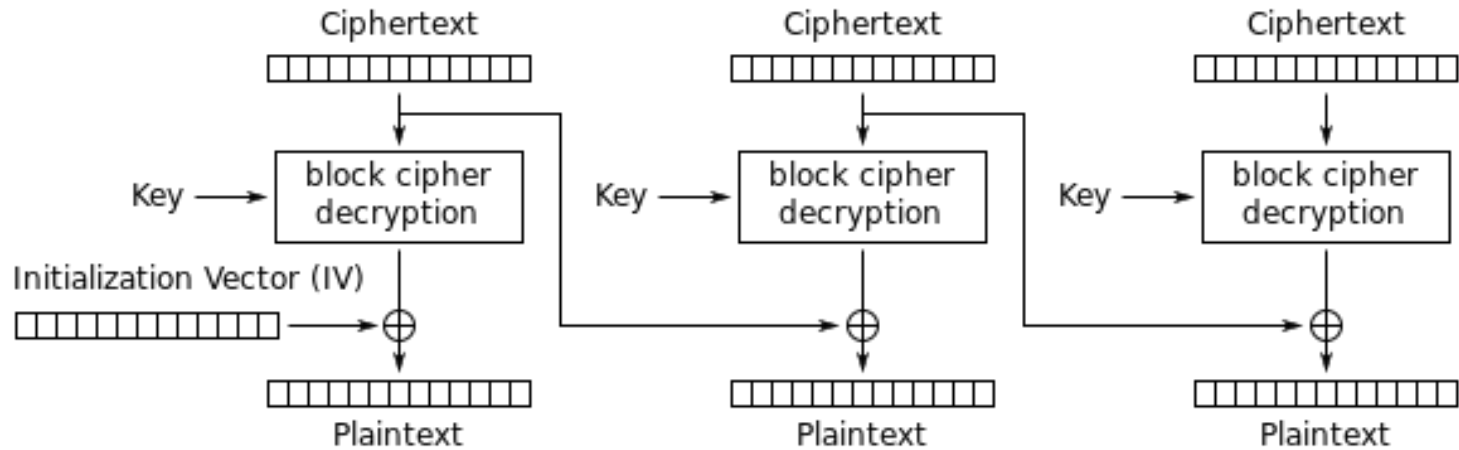 Ciphertext
Ciphertext
Ciphertext
Key
block cipher
decryption
Key
block cipher
decryption
Key
block cipher
decryption
Initialization Vector (IV)
Plaintext
Plaintext
Plaintext